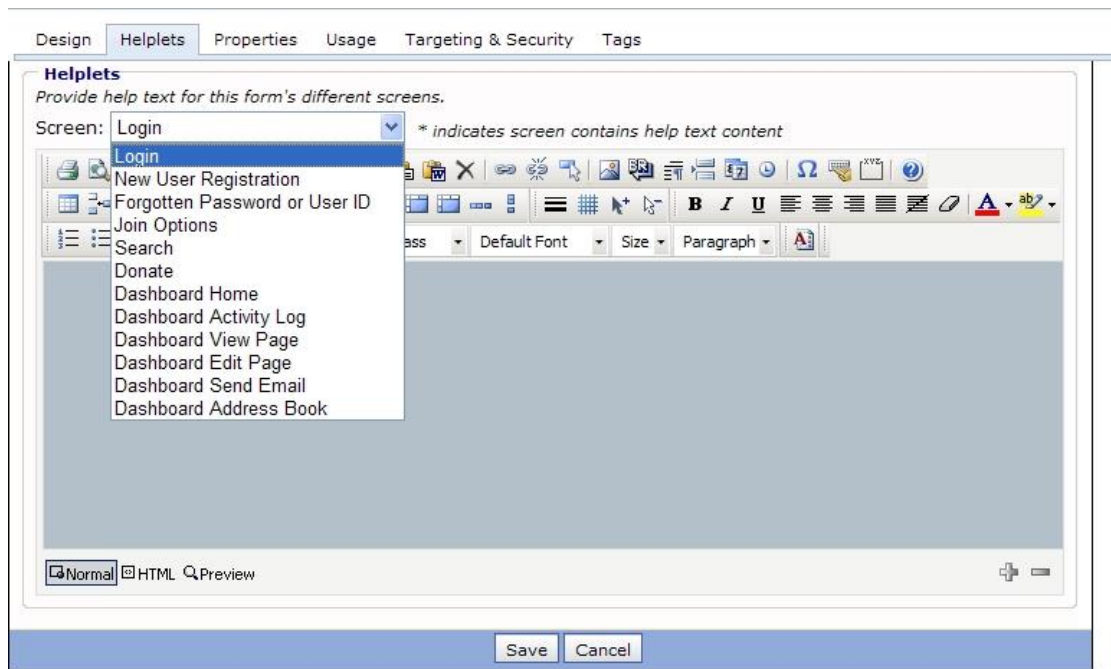 Design Helplets Properties Usage Targeting & Security Tags
Helplets
Provide help text for this form's different screens.
Screen: Login * indicates screen contains help text content
Login
New User Registration
Forgotten Password or User ID
Join Options
Search
Donate
Dashboard Home
Dashboard Activity Log
Dashboard View Page
Dashboard Edit Page
Dashboard Send Email
Dashboard Address Book
B I U A ab
ass Default Font Size Paragraph A
Normal HTML Preview
Save Cancel